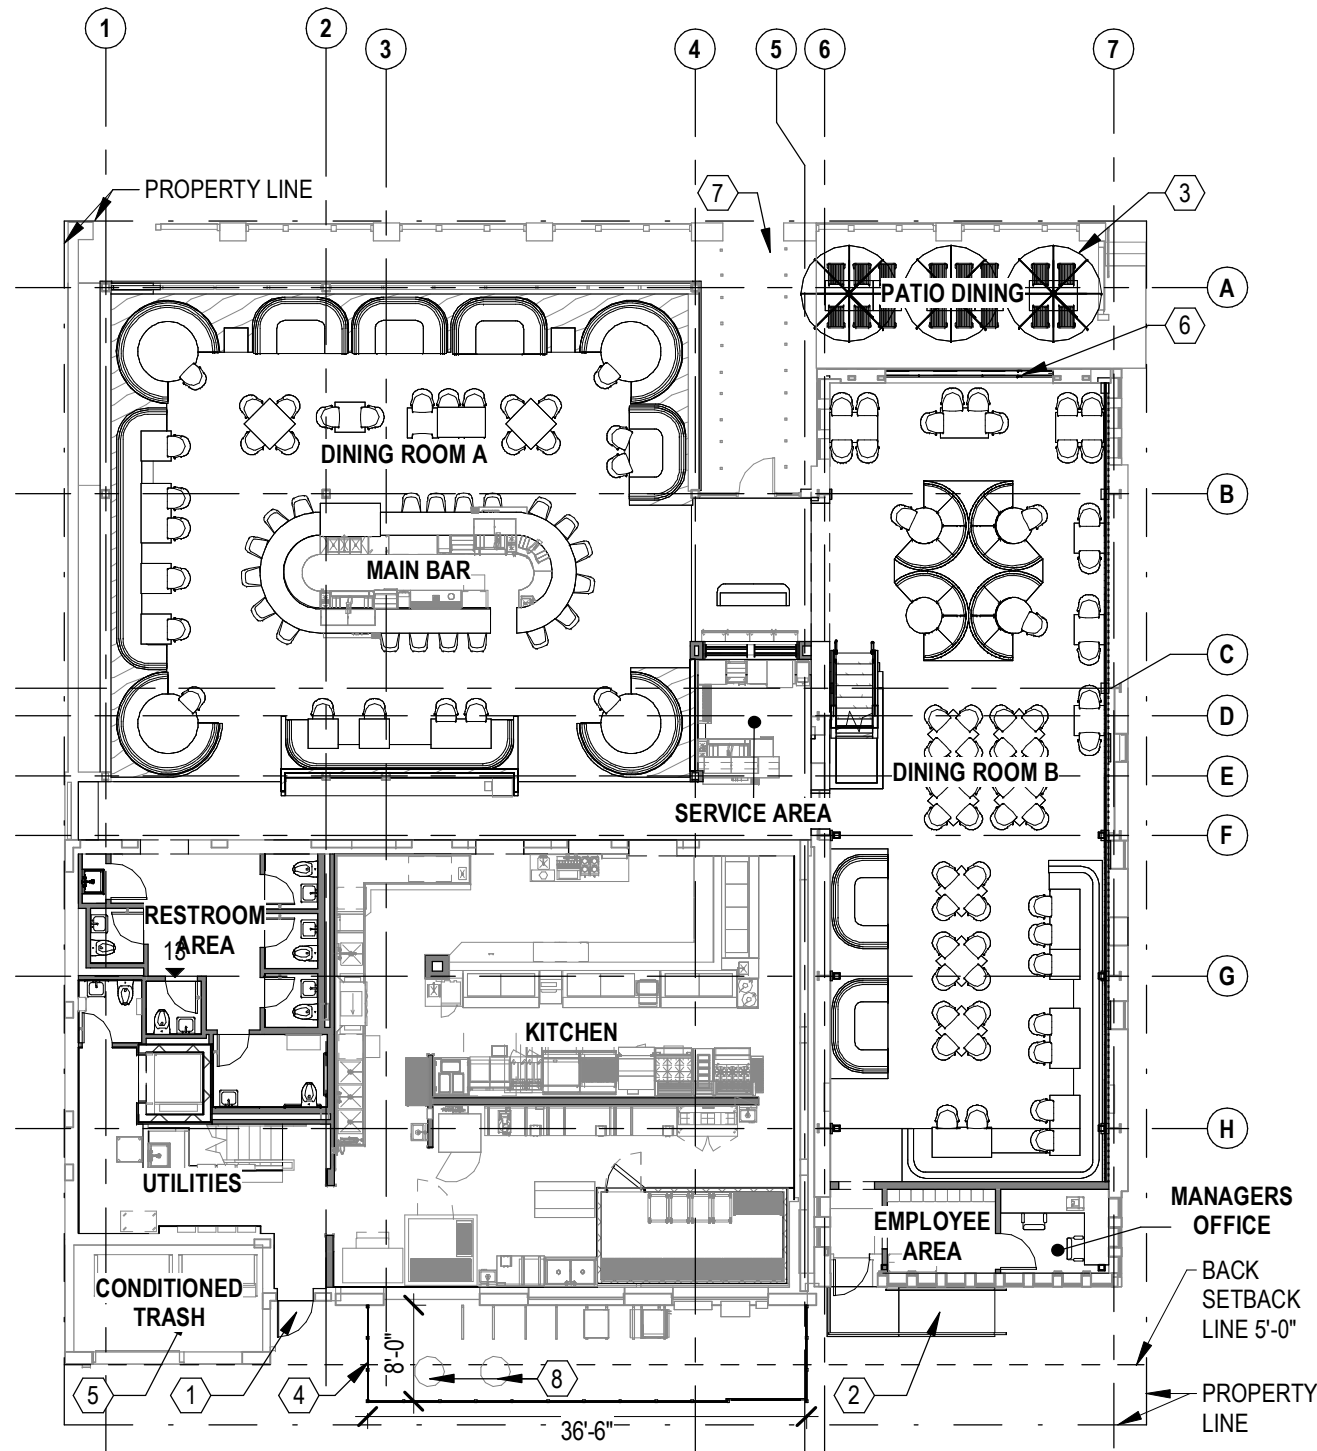 1
2
3
4
5
6
7
PROPERTY LINE
7
3
A
PATIO DINING
6
DINING ROOM A
B
MAIN BAR
C
D
DINING ROOM B
E
SERVICE AREA
F
RESTROOM
AREA
13
G
KITCHEN
H
UTILITIES
MANAGERS
OFFICE
EMPLOYEE
AREA
CONDITIONED
TRASH
BACK
SETBACK
LINE 5'-0"
8'-0"
5
1
4
8
2
PROPERTY
LINE
36'-6"